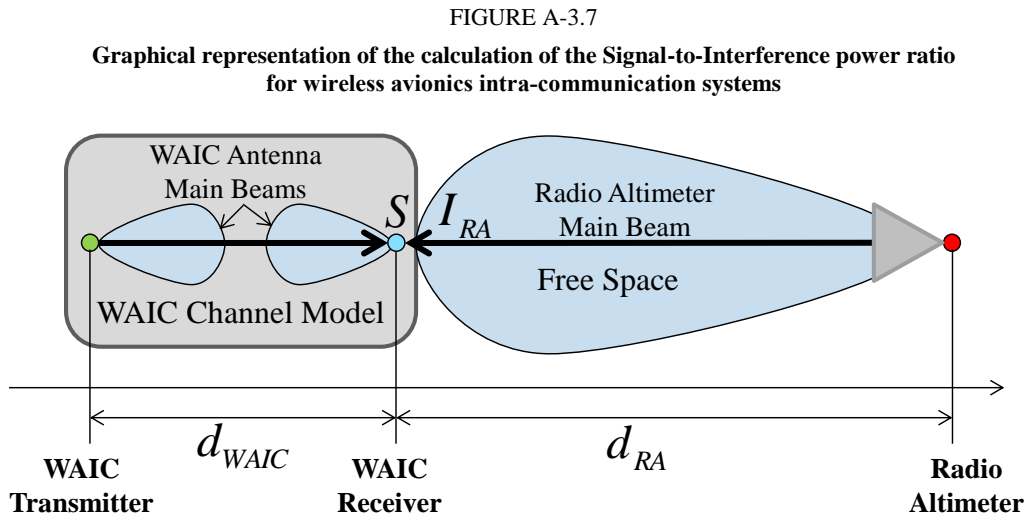 FIGURE A-3.7
Graphical representation of the calculation of the Signal-to-Interference power ratio
for wireless avionics intra-communication systems
WAIC Antenna
Main Beams
S
I_RA
Radio Altimeter
Main Beam
Free Space
WAIC Channel Model
d_WAIC
d_RA
WAIC
Transmitter
WAIC
Receiver
Radio
Altimeter